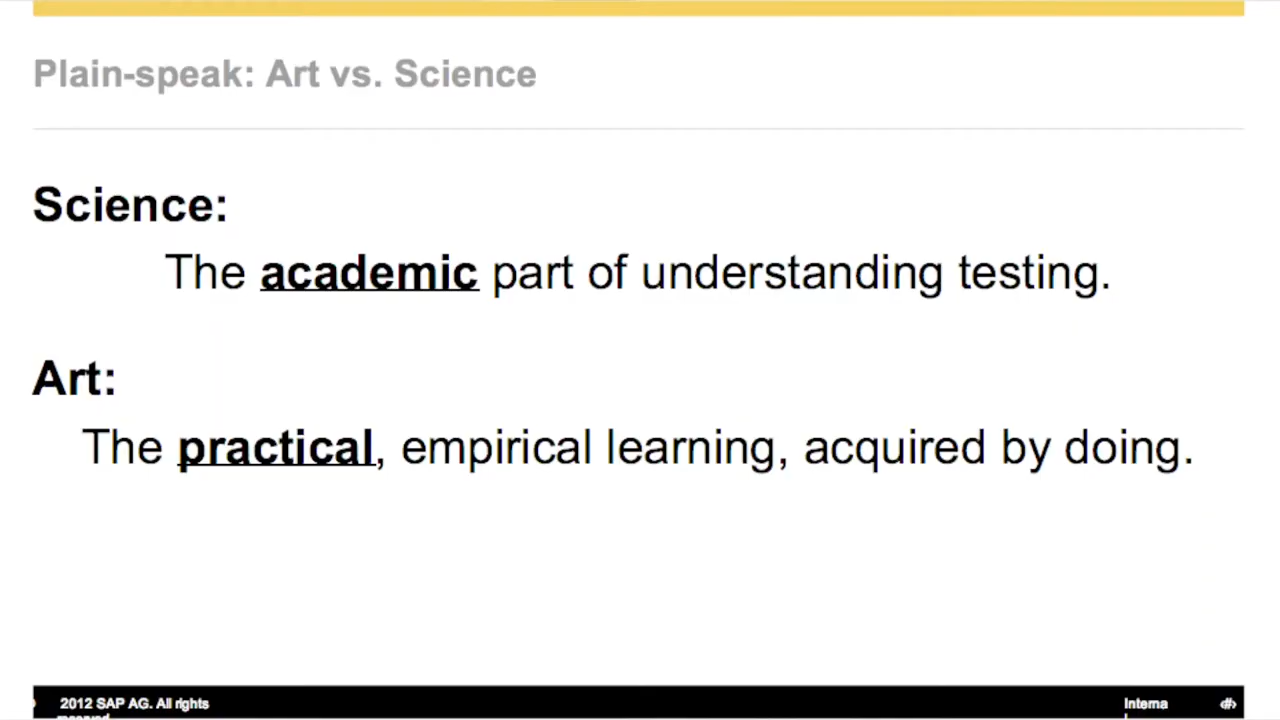 Plain-speak: Art vs. Science
Science:
The academic part of understanding testing.
Art:
The practical, empirical learning, acquired by doing.
2012 SAP AG. All rights
reserved
Interna
l
‹#›